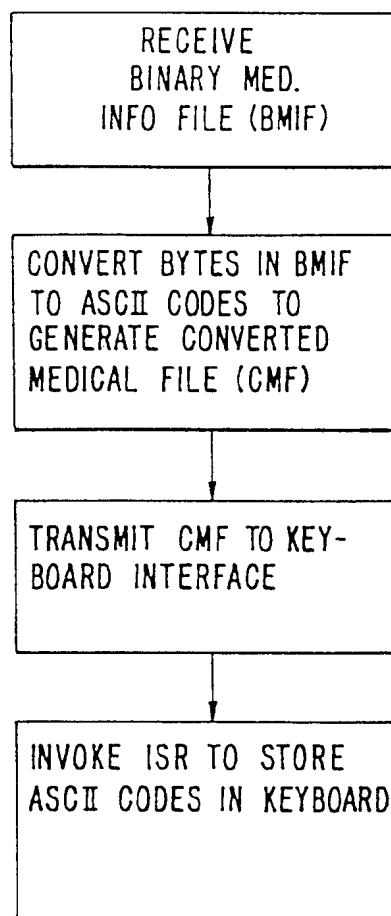 RECEIVE
BINARY MED.
INFO FILE (BMIF)
CONVERT BYTES IN BMIF
TO ASCII CODES TO
GENERATE CONVERTED
MEDICAL FILE (CMF)
TRANSMIT CMF TO KEY-
BOARD INTERFACE
INVOKE ISR TO STORE
ASCII CODES IN KEYBOARD